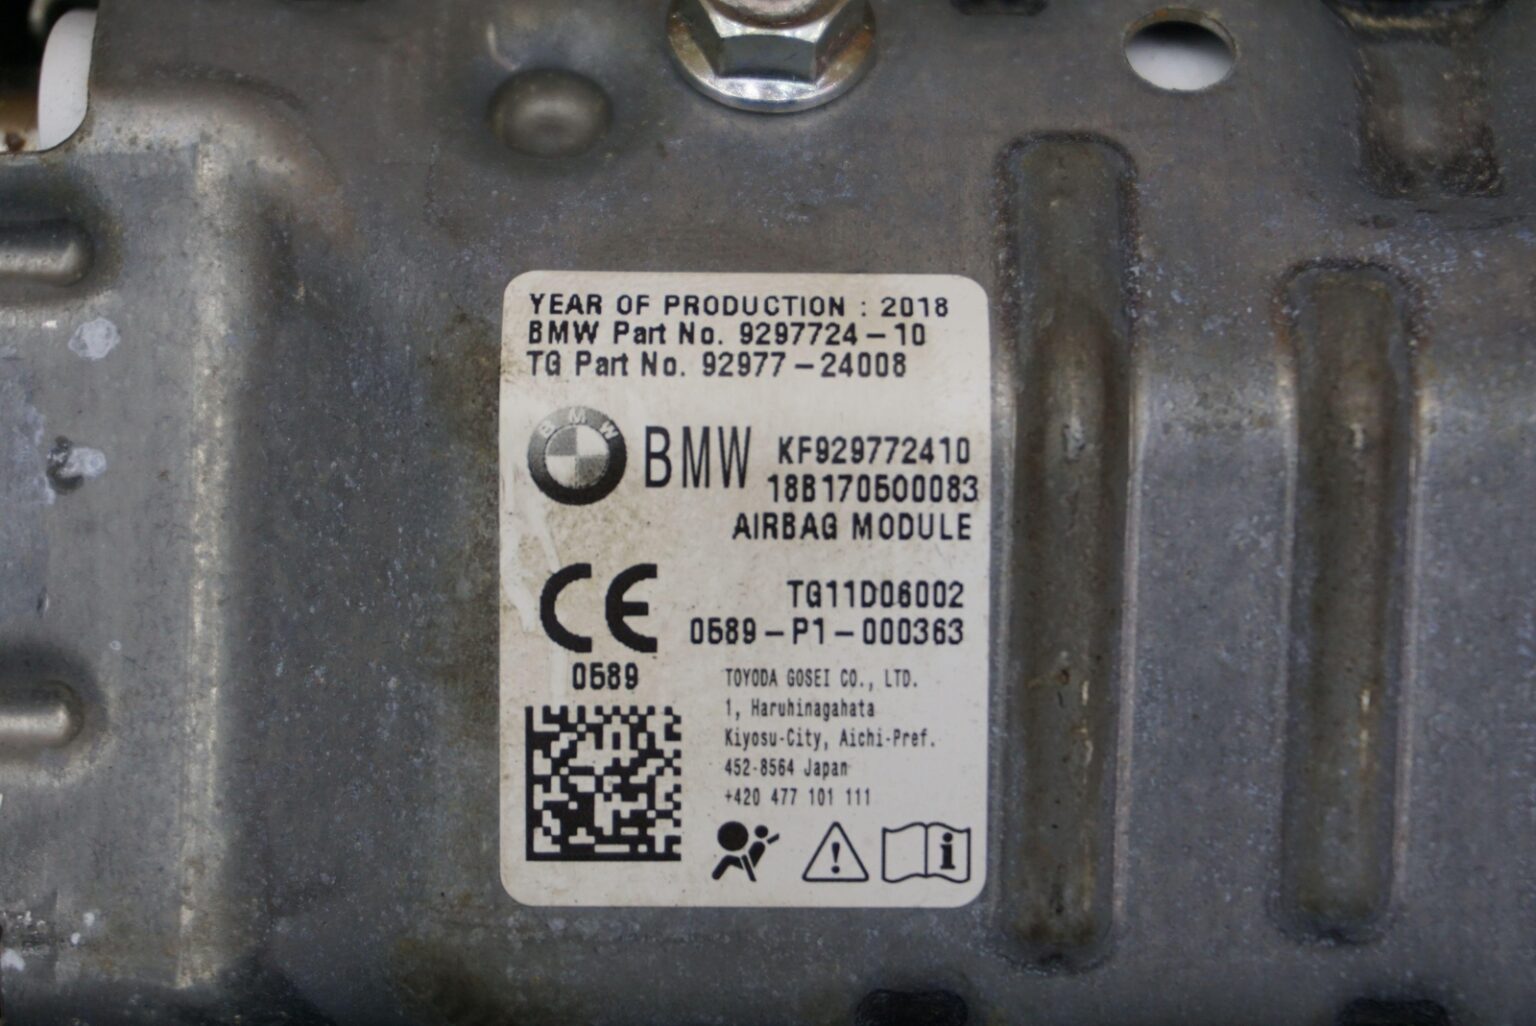 YEAR OF PRODUCTION : 2018
BMW Part No. 9297724-10
TG Part No. 92977-24008
BMW
BMW
KF929772410
18B170500083
AIRBAG MODULE
CE
0589
TG11D06002
0589-P1-000363
TOYODA GOSEI CO., LTD.
1, Haruhinagahata
Kiyosu-City, Aichi-Pref.
452-8564 Japan
+420 477 101 111